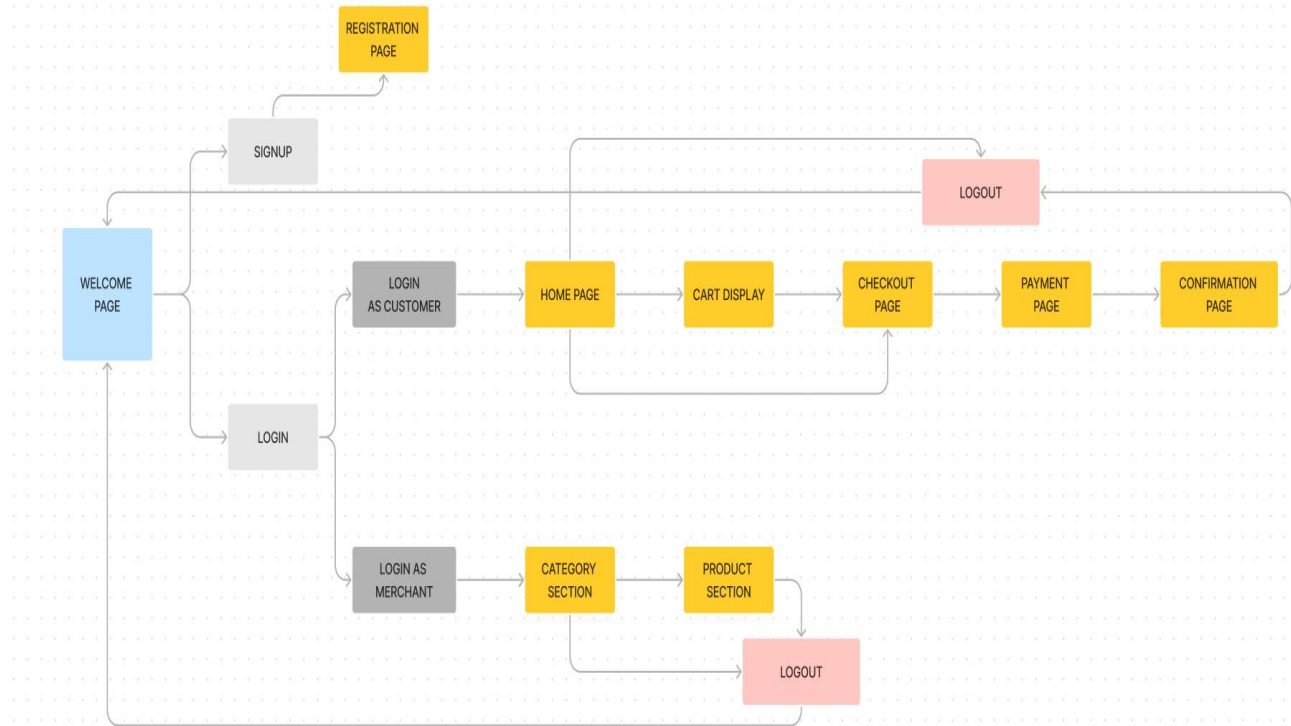 REGISTRATION
PAGE
SIGNUP
LOGOUT
WELCOME
PAGE
LOGIN
AS CUSTOMER
HOME PAGE
CART DISPLAY
CHECKOUT
PAGE
PAYMENT
PAGE
CONFIRMATION
PAGE
LOGIN
LOGIN AS
MERCHANT
CATEGORY
SECTION
PRODUCT
SECTION
LOGOUT